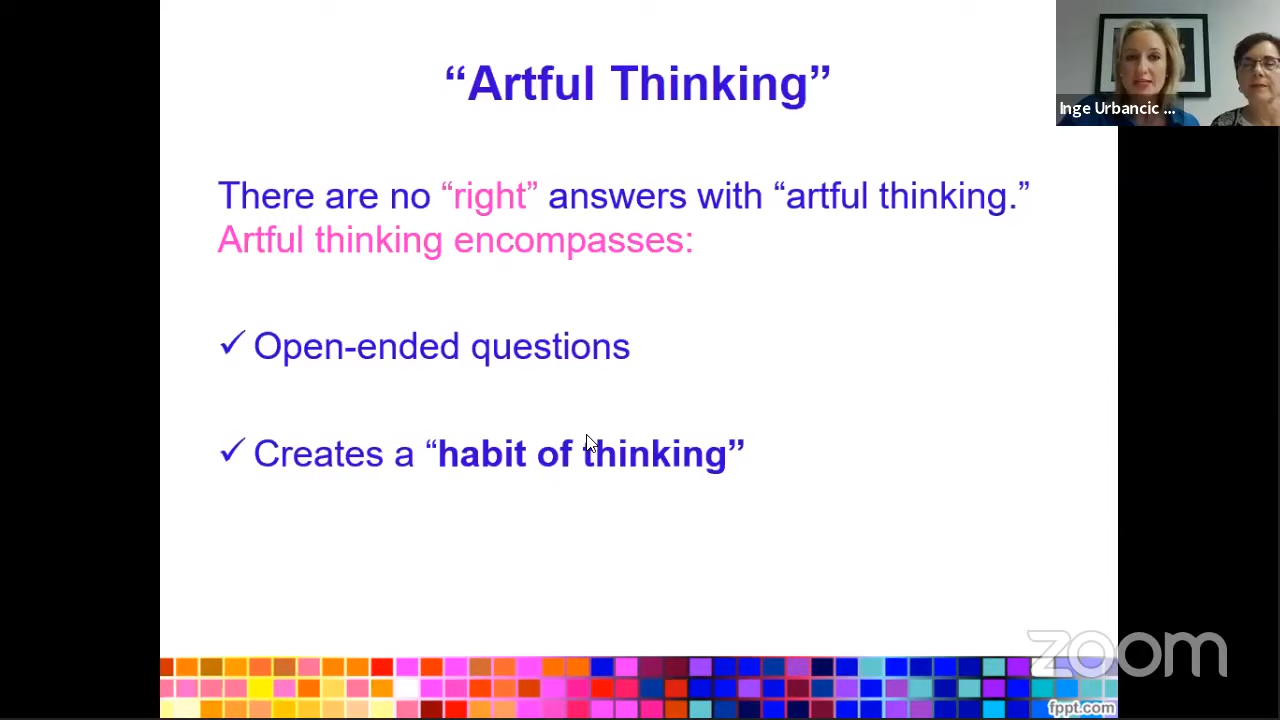 “Artful Thinking”
Inge Urbancic ...
There are no “right” answers with “artful thinking.”
Artful thinking encompasses:
✓ Open-ended questions
✓ Creates a “habit of thinking”
zoom
fppt.com